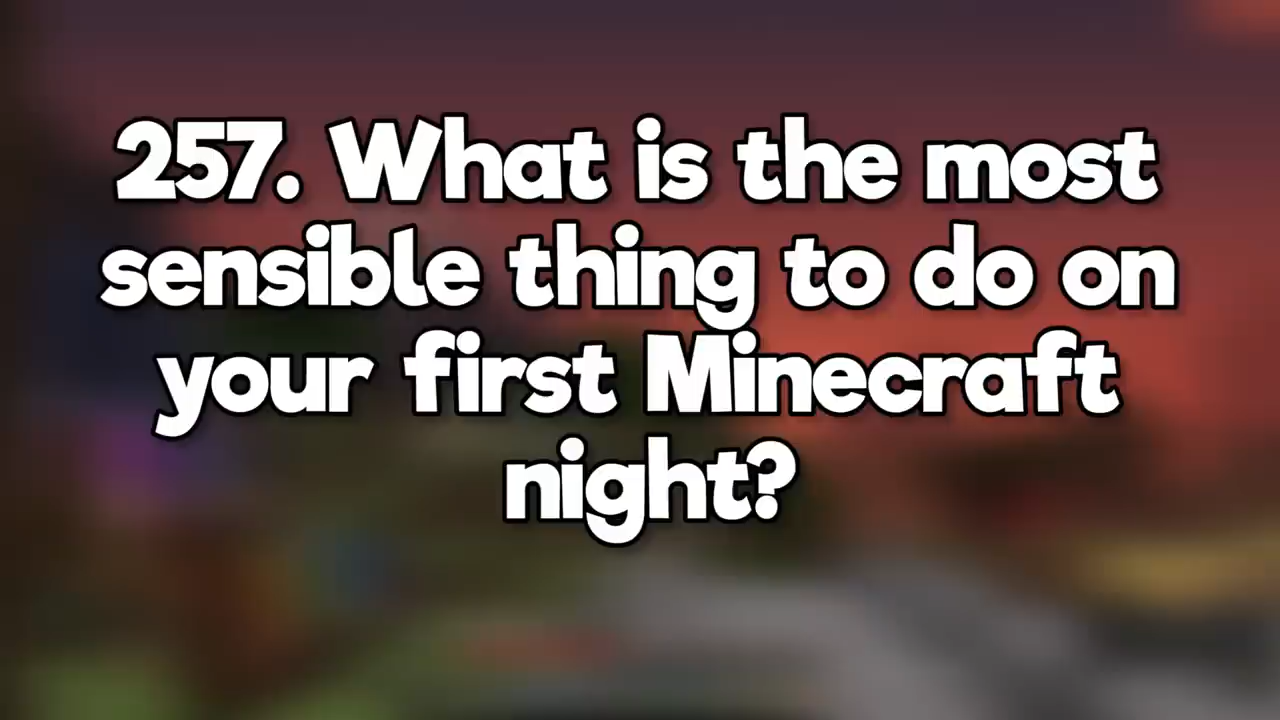 257. What is the most
sensible thing to do on
your first Minecraft
night?